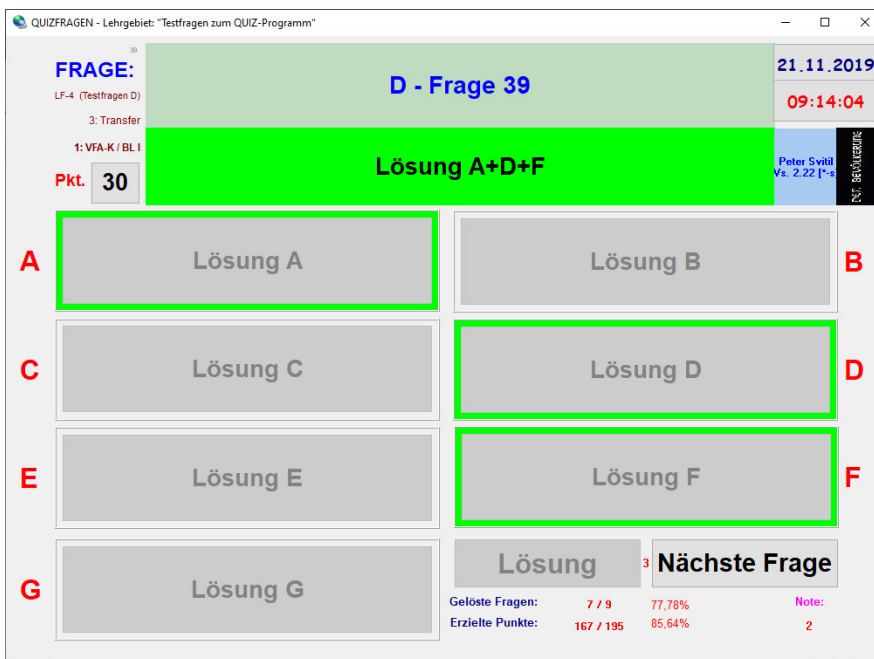 QUIZFRAGEN - Lehrgebiet: "Testfragen zum QUIZ-Programm"
39
FRAGE:
LF-4 (Testfragen D)
3: Transfer
1: VFA-K / BL I
Pkt. 30
D - Frage 39
Lösung A+D+F
21.11.2019
09:14:04
Peter Svitil
Vs. 2.22 [*-s
BEVÖLKERUNG
A Lösung A
Lösung B B
C Lösung C
Lösung D D
E Lösung E
Lösung F F
G Lösung G
Lösung 3 Nächste Frage
Gelöste Fragen: 7 / 9 77,78% Note:
Erzielte Punkte: 167 / 195 85,64% 2